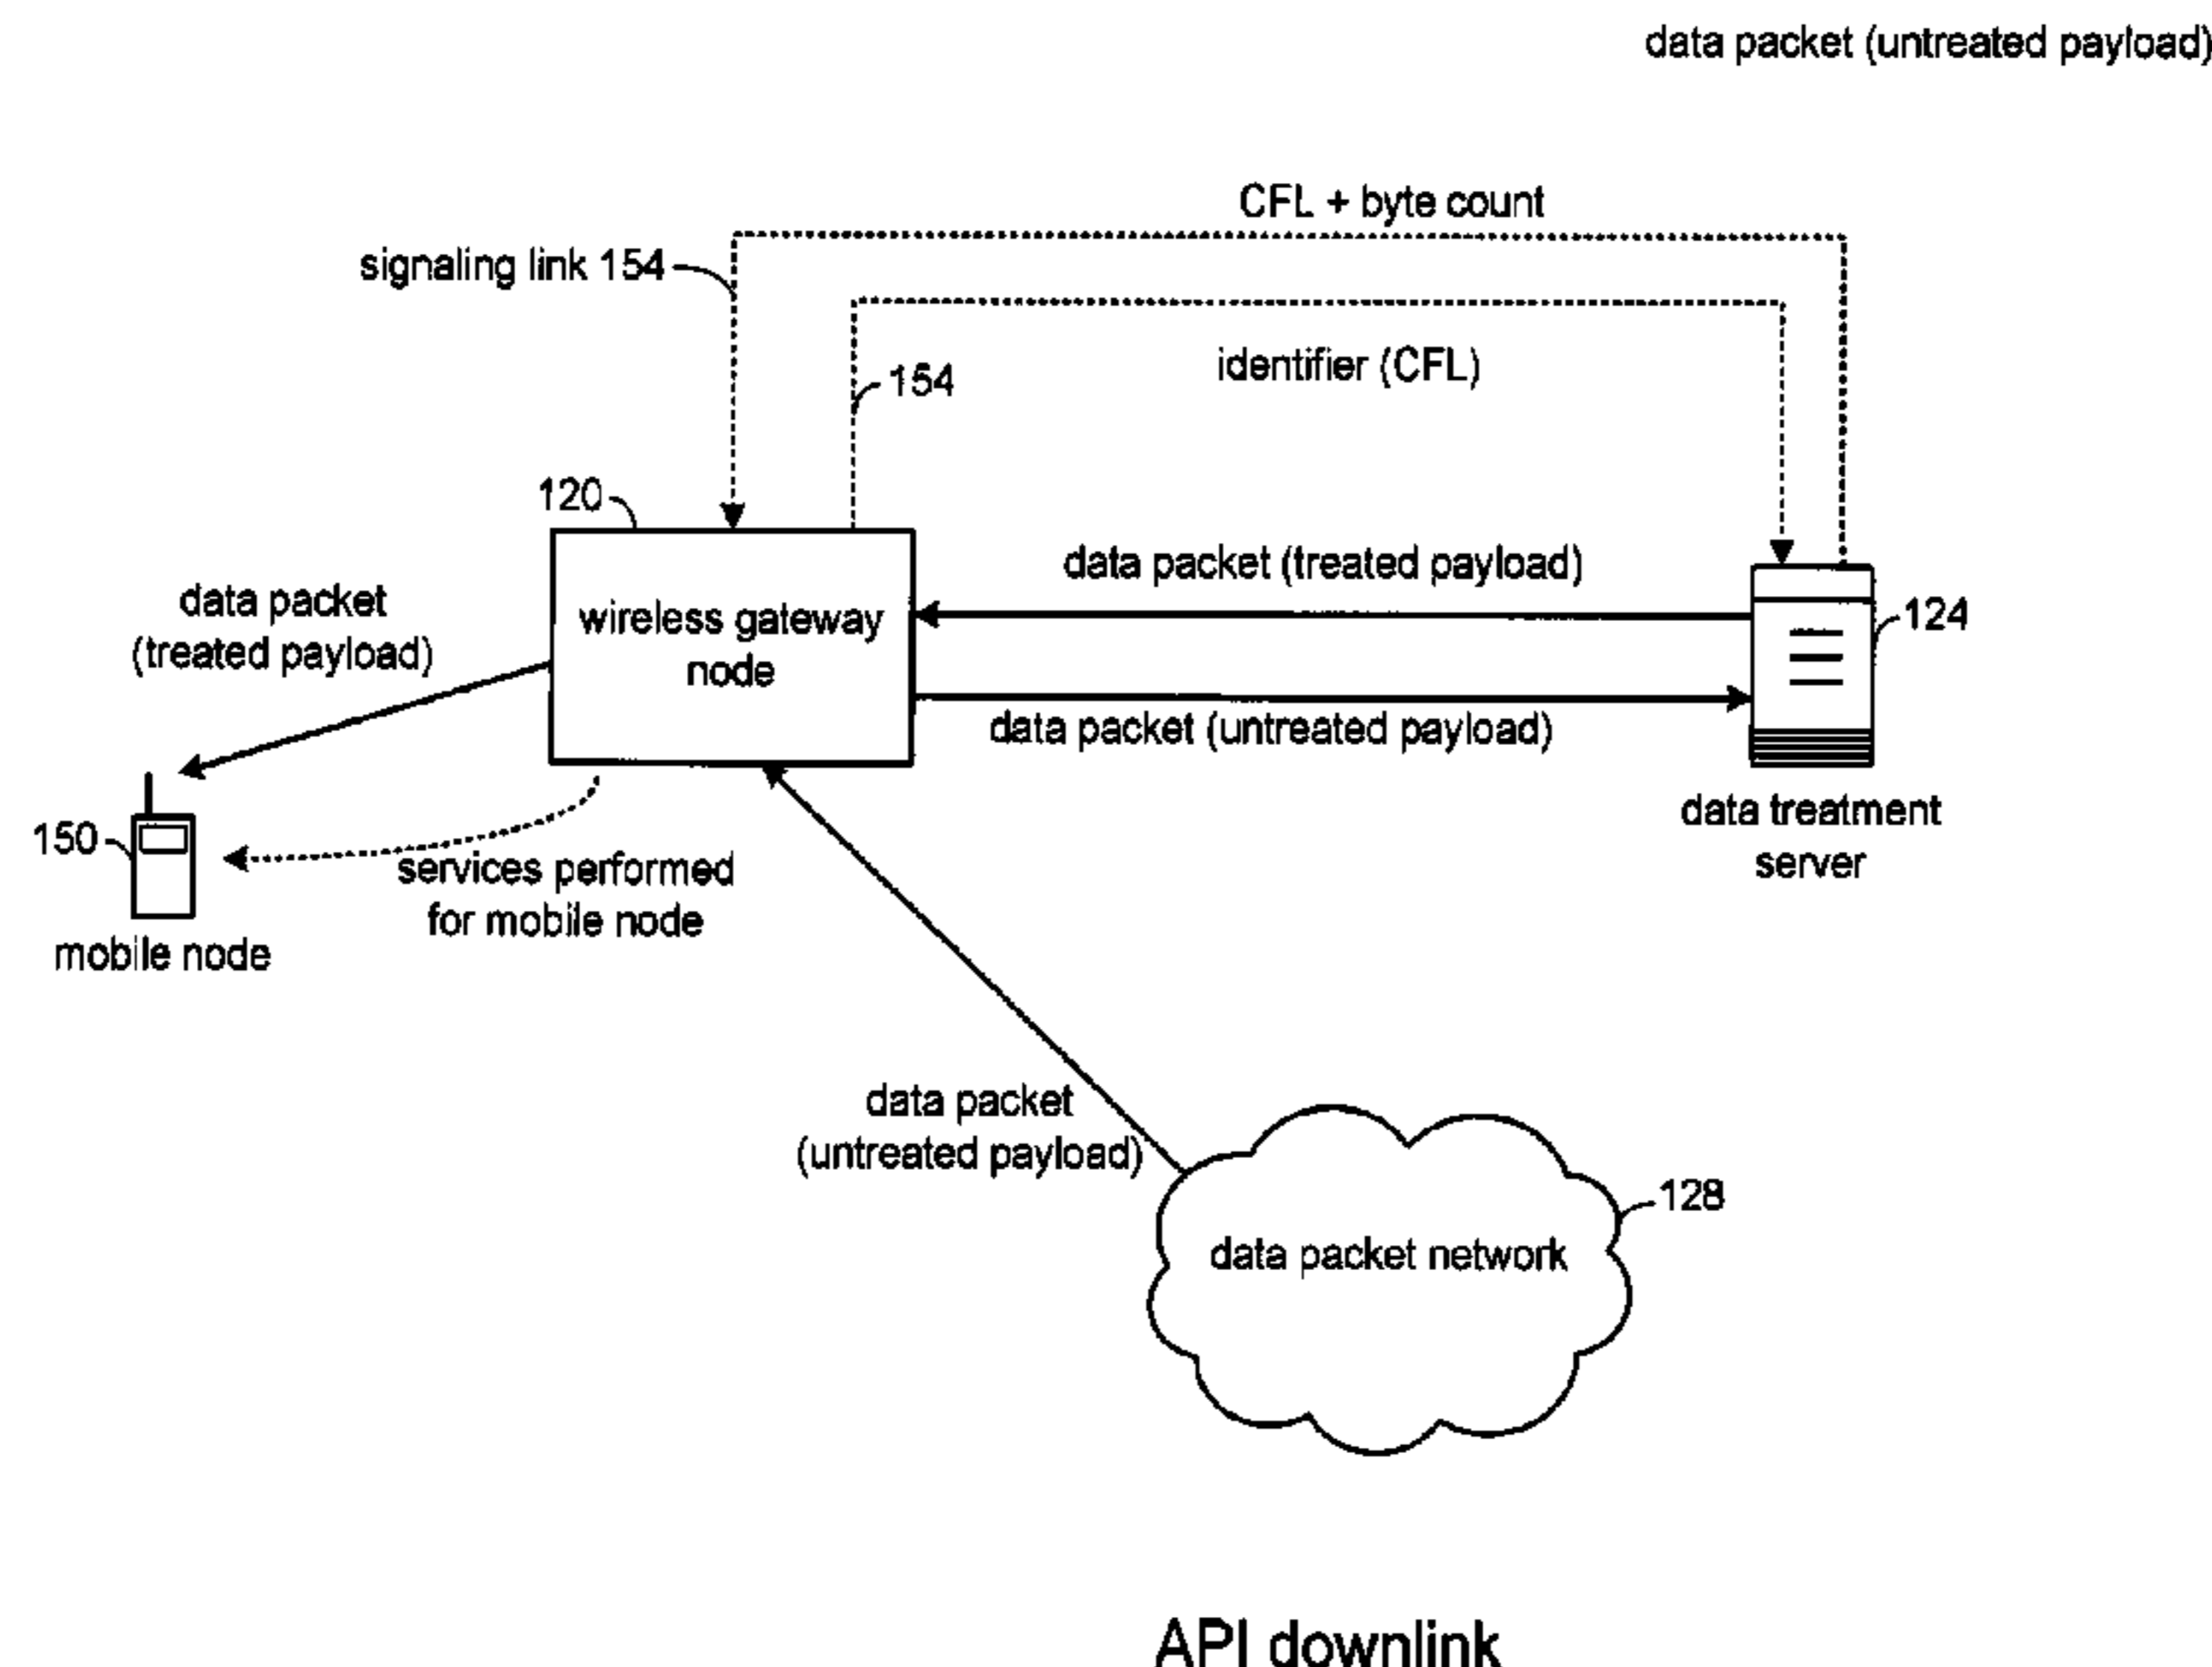 data packet (untreated payload)
CFL + byte count
signaling link 154
identifier (CFL)
154
120
data packet (treated payload)
data packet
(treated payload)
wireless gateway
node
124
data packet (untreated payload)
data treatment
server
150
services performed
for mobile node
mobile node
data packet
(untreated payload)
128
data packet network
API downlink